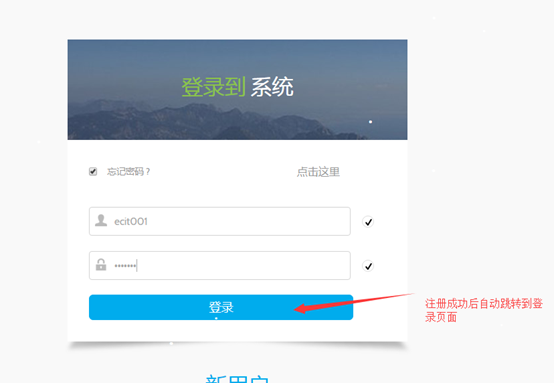 登录到 系统
忘记密码？ 点击这里
ecit001
•••••••
登录
注册成功后自动跳转到登
录页面
新用户